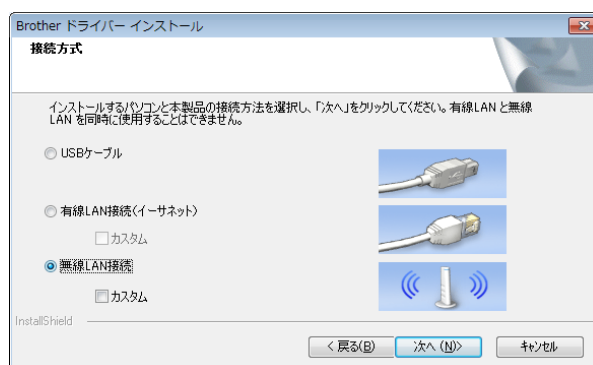 Brother ドライバー インストール
接続方式
インストールするパソコンと本製品の接続方法を選択し、「次へ」をクリックしてください。有線LAN と無線
LAN を同時に使用することはできません。
USBケーブル
有線LAN接続(イーサネット)
カスタム
無線LAN接続
カスタム
InstallShield
< 戻る(B)
次へ (N)>
キャンセル